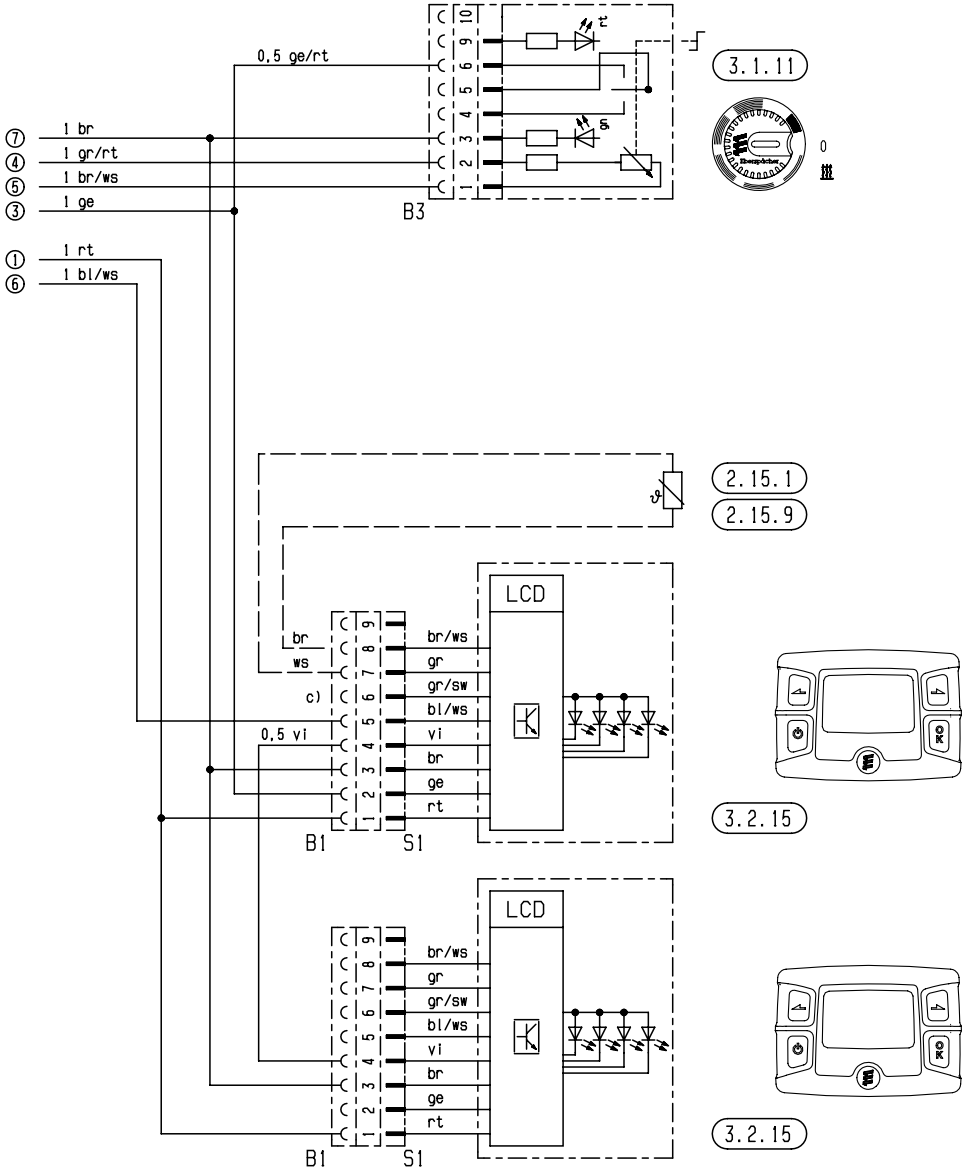 10
9
6
5
4
3
2
1
rt
gn
0,5 ge/rt
3.1.11
Eberspächer
0
7 1 br
4 1 gr/rt
5 1 br/ws
3 1 ge
B3
1 1 rt
6 1 bl/ws
2.15.1
2.15.9
ϑ
LCD
9
br 8 br/ws
ws 7 gr
c) 6 gr/sw
5 bl/ws
0,5 vi 4 vi
3 br
2 ge
1 rt
B1 S1
OK
3.2.15
LCD
9
8 br/ws
7 gr
6 gr/sw
5 bl/ws
4 vi
3 br
2 ge
1 rt
B1 S1
OK
3.2.15